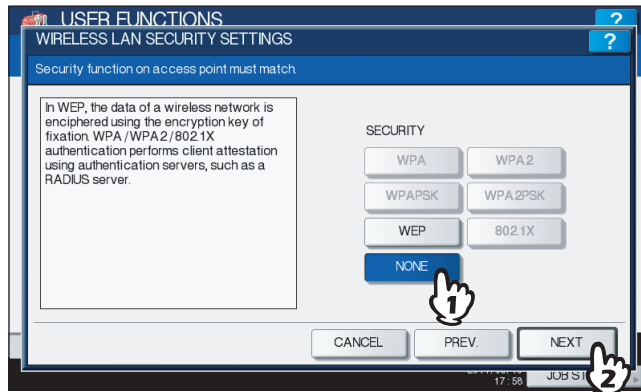 USER FUNCTIONS
?
WIRELESS LAN SECURITY SETTINGS
?
Security function on access point must match.
In WEP, the data of a wireless network is
enciphered using the encryption key of
fixation. WPA/WPA2/802.1X
authentication performs client attestation
using authentication servers, such as a
RADIUS server.
SECURITY
WPA
WPA2
WPAPSK
WPA2PSK
WEP
802.1X
NONE
1
CANCEL
PREV.
NEXT
2
17:58
JOB